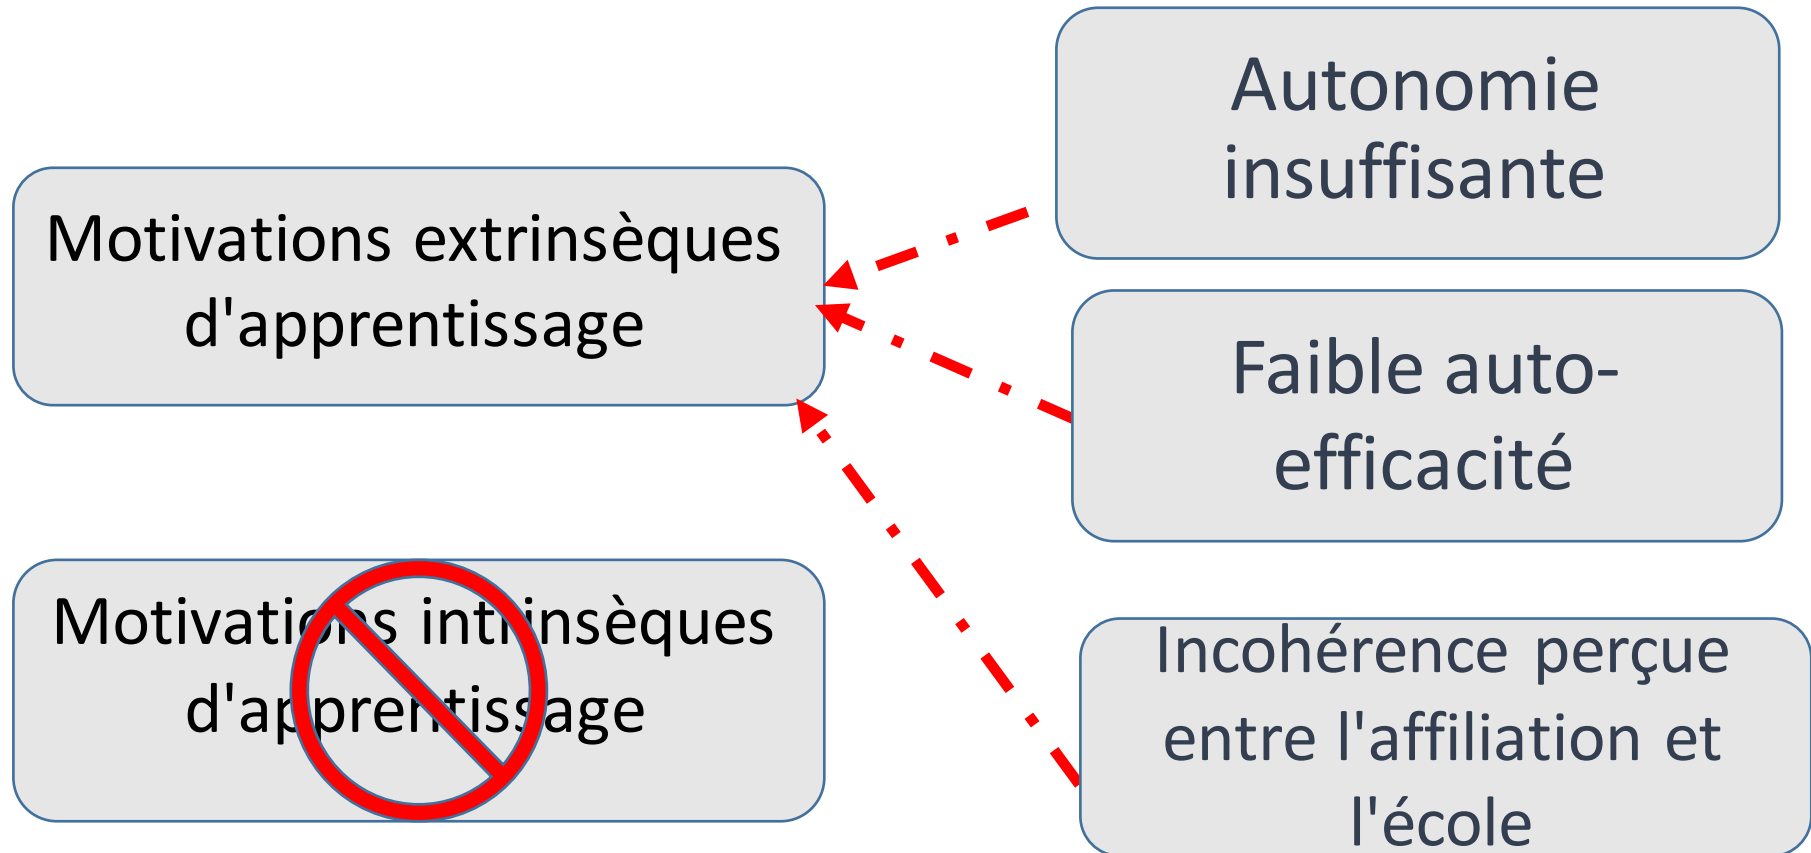 Motivations extrinsèques
d'apprentissage
Motivations intrinsèques
d'apprentissage
Autonomie
insuffisante
Faible auto-
efficacité
Incohérence perçue
entre l'affiliation et
l'école